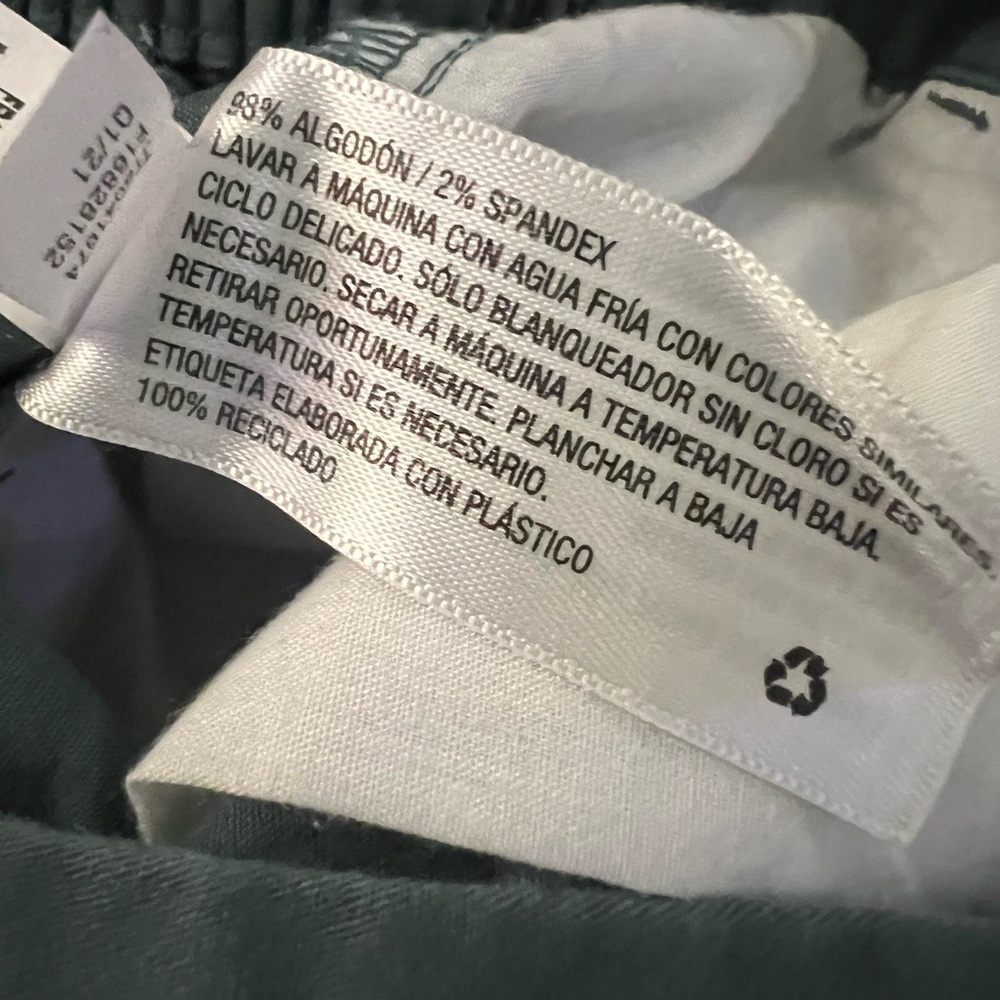 98% ALGODÓN / 2% SPANDEX
LAVAR A MÁQUINA CON AGUA FRÍA CON COLORES SIMILARES.
CICLO DELICADO. SÓLO BLANQUEADOR SIN CLORO SI ES
NECESARIO. SECAR A MÁQUINA A TEMPERATURA BAJA.
RETIRAR OPORTUNAMENTE. PLANCHAR A BAJA
TEMPERATURA SI ES NECESARIO.
ETIQUETA ELABORADA CON PLÁSTICO
100% RECICLADO
01/21